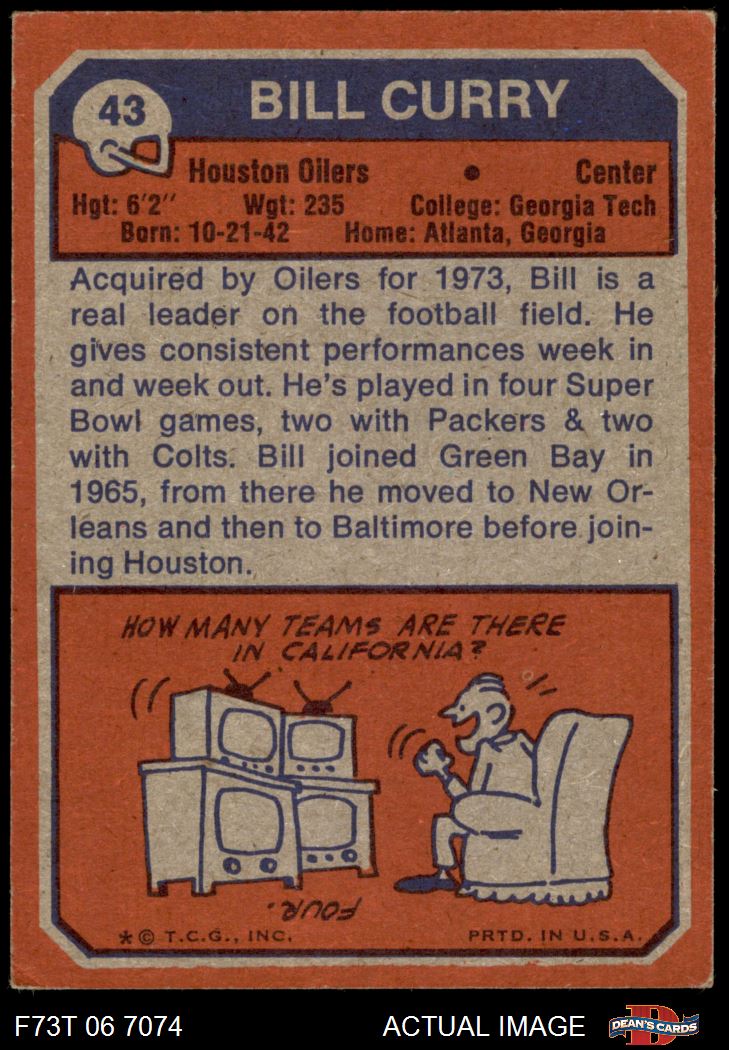 43
BILL CURRY
Houston Oilers • Center
Hgt: 6'2" Wgt: 235 College: Georgia Tech
Born: 10-21-42 Home: Atlanta, Georgia
Acquired by Oilers for 1973, Bill is a
real leader on the football field. He
gives consistent performances week in
and week out. He's played in four Super
Bowl games, two with Packers & two
with Colts. Bill joined Green Bay in
1965, from there he moved to New Or-
leans and then to Baltimore before join-
ing Houston.
HOW MANY TEAMS ARE THERE
IN CALIFORNIA?
FOUR.
* © T.C.G., INC. PRTD. IN U.S.A.
F73T 06 7074 ACTUAL IMAGE D DEAN'S CARDS